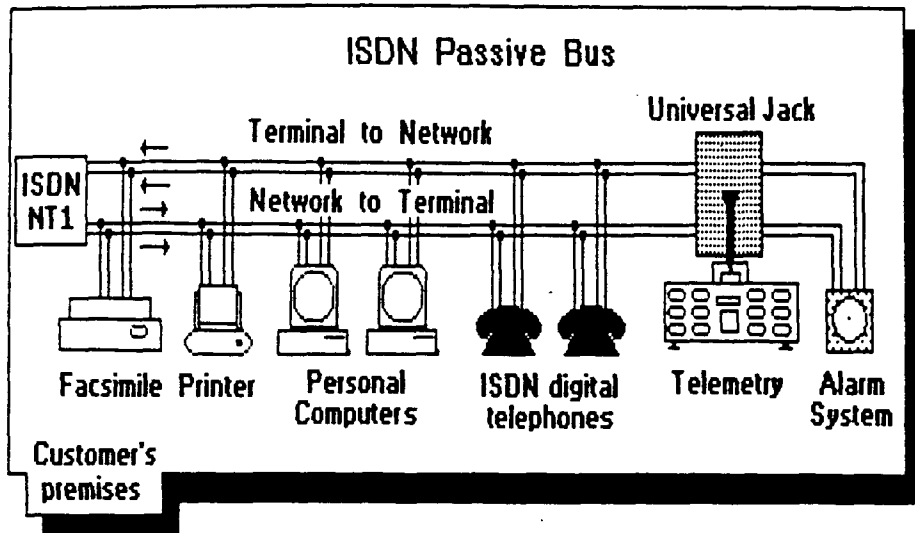 ISDN Passive Bus
Universal Jack
Terminal to Network
ISDN
NT1
Network to Terminal
Facsimile
Printer
Personal
Computers
ISDN digital
telephones
Telemetry
Alarm
System
Customer's
premises